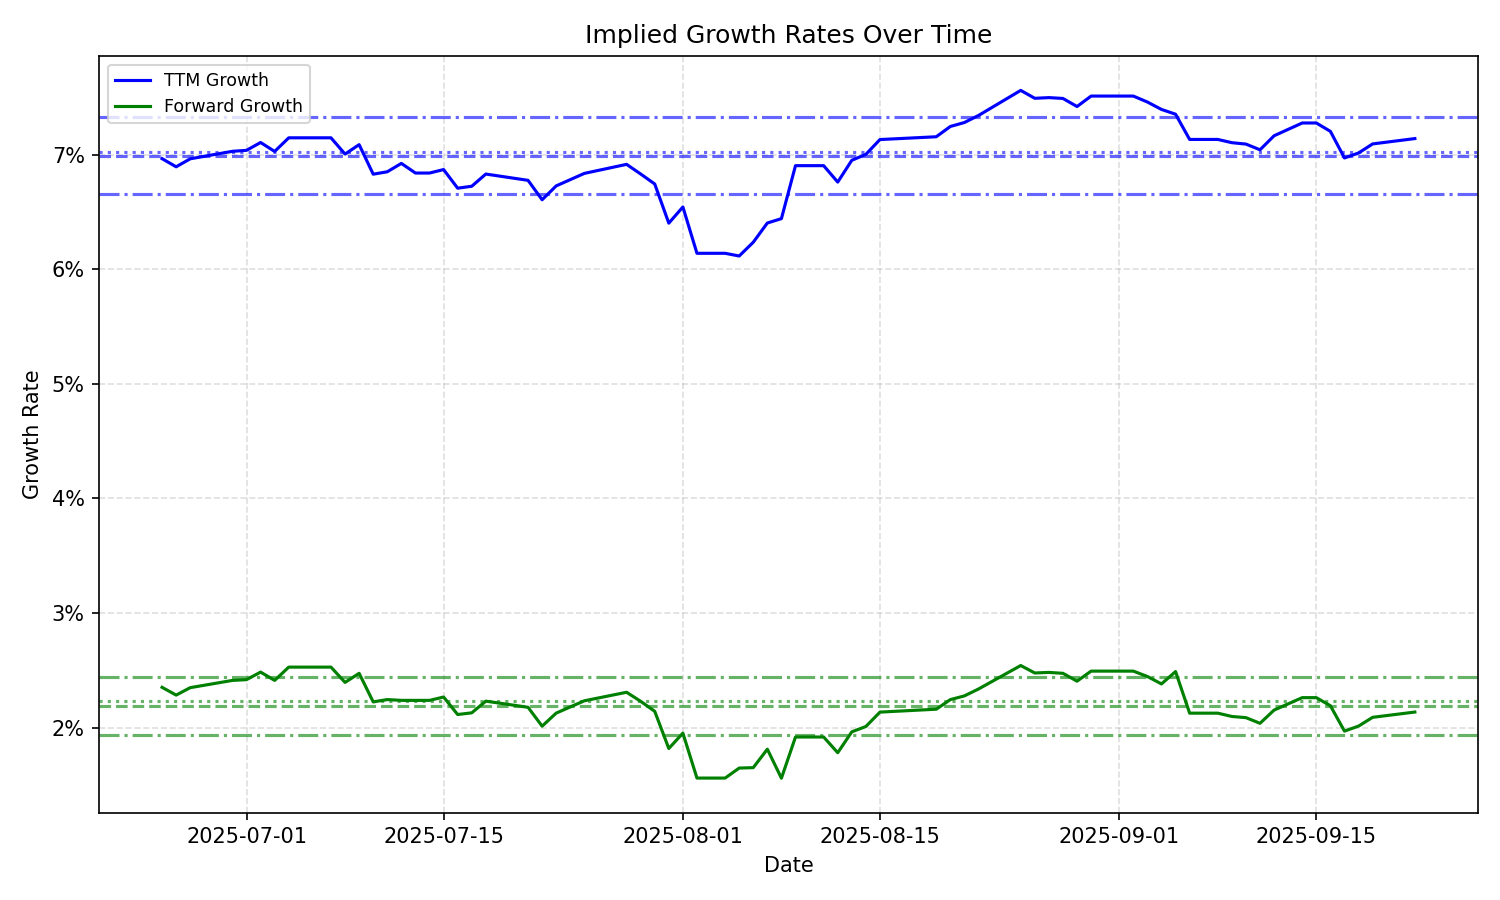 Implied Growth Rates Over Time
TTM Growth
Forward Growth
7%
6%
5%
4%
3%
2%
Growth Rate
2025-07-01
2025-07-15
2025-08-01
2025-08-15
2025-09-01
2025-09-15
Date